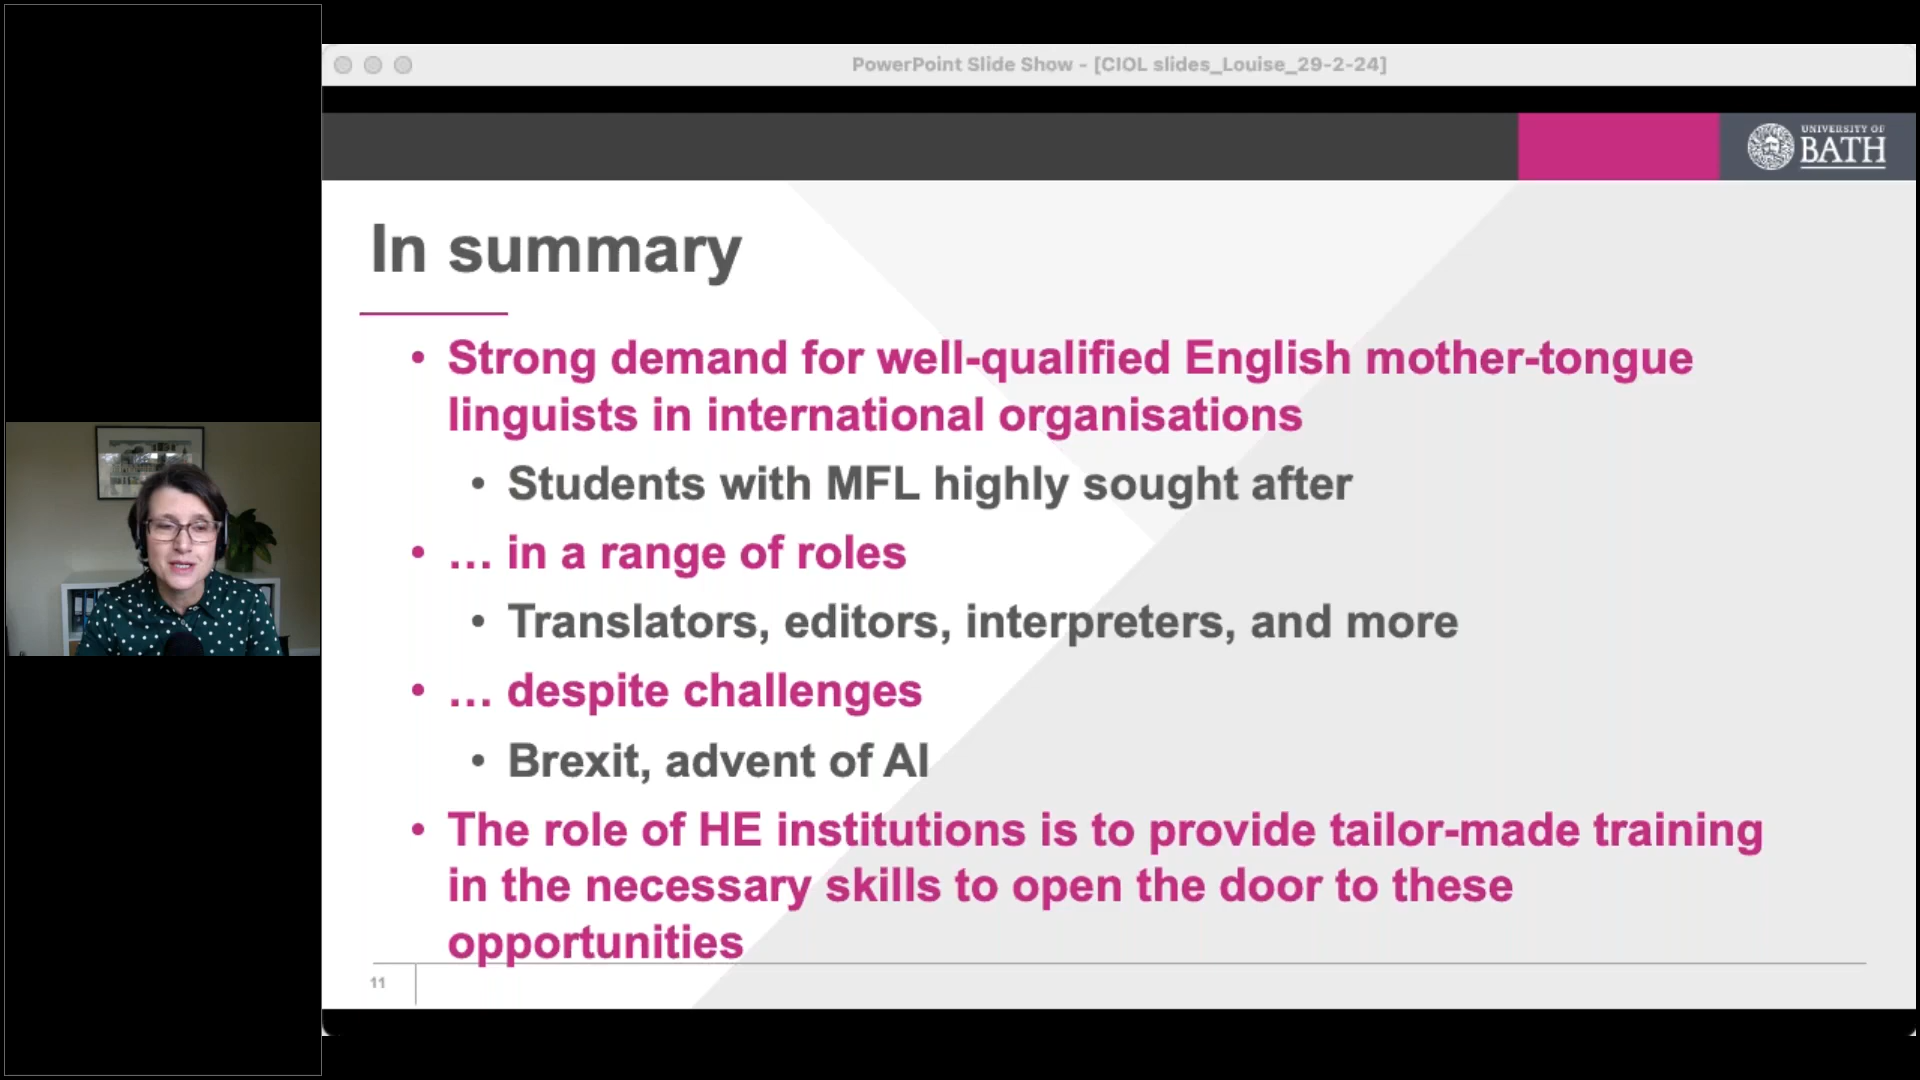 PowerPoint Slide Show - [CIOL slides_Louise_29-2-24]
UNIVERSITY OF
BATH
In summary
• Strong demand for well-qualified English mother-tongue
linguists in international organisations
• Students with MFL highly sought after
• … in a range of roles
• Translators, editors, interpreters, and more
• … despite challenges
• Brexit, advent of AI
• The role of HE institutions is to provide tailor-made training
in the necessary skills to open the door to these
opportunities
11